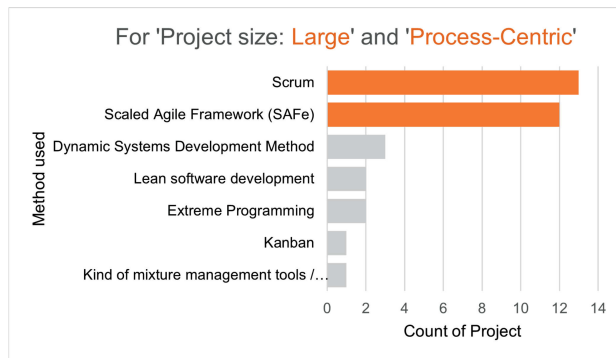 For 'Project size: Large' and 'Process-Centric'
Method used
Scrum
Scaled Agile Framework (SAFe)
Dynamic Systems Development Method
Lean software development
Extreme Programming
Kanban
Kind of mixture management tools /...
0 2 4 6 8 10 12 14
Count of Project